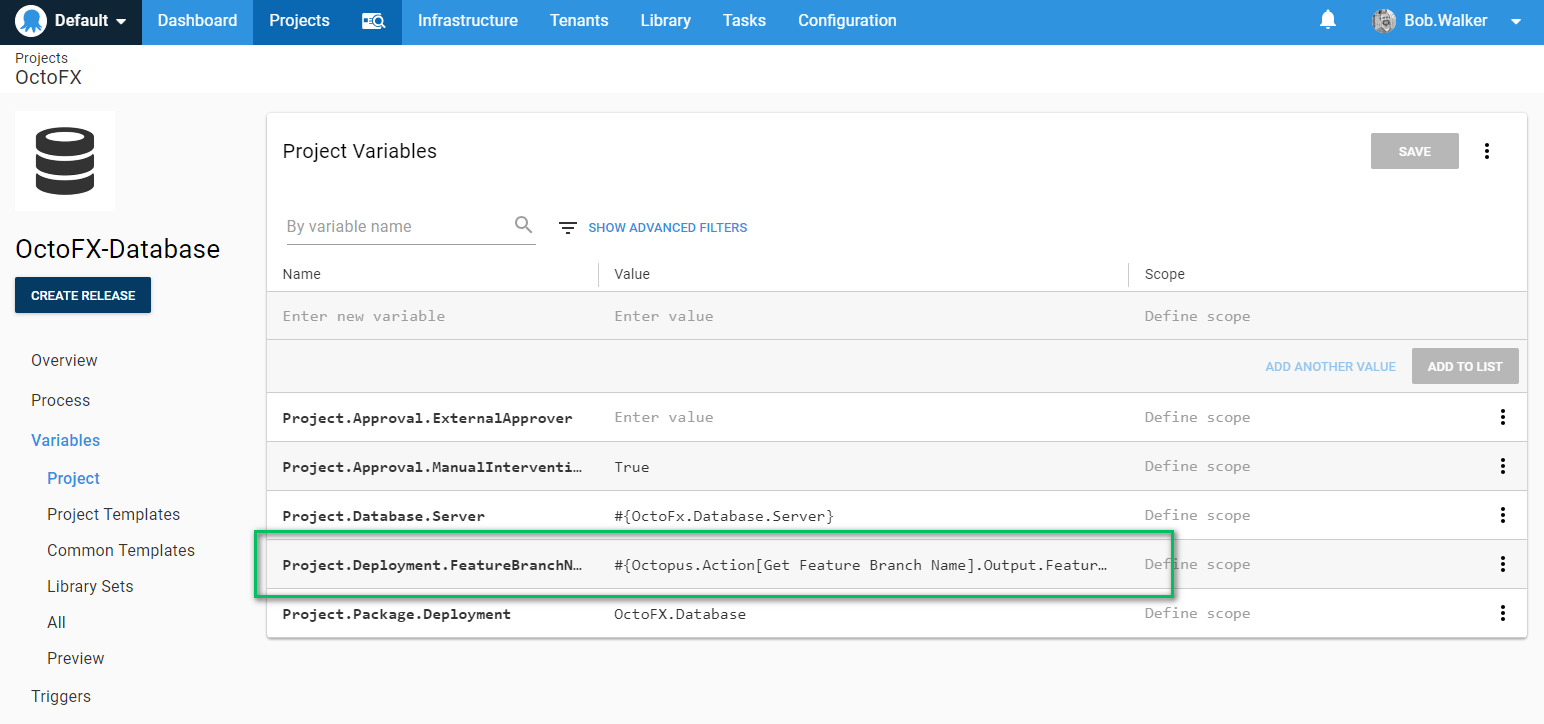 Default Dashboard Projects Infrastructure Tenants Library Tasks Configuration Bob.Walker
Projects
OctoFX
OctoFX-Database
CREATE RELEASE
Overview
Process
Variables
Project
Project Templates
Common Templates
Library Sets
All
Preview
Triggers
Project Variables
SAVE
By variable name
SHOW ADVANCED FILTERS
Name Value Scope
Enter new variable Enter value Define scope
ADD ANOTHER VALUE ADD TO LIST
Project.Approval.ExternalApprover Enter value Define scope
Project.Approval.ManualInterventi… True Define scope
Project.Database.Server #{OctoFx.Database.Server} Define scope
Project.Deployment.FeatureBranchN… #{Octopus.Action[Get Feature Branch Name].Output.Featur… Define scope
Project.Package.Deployment OctoFX.Database Define scope